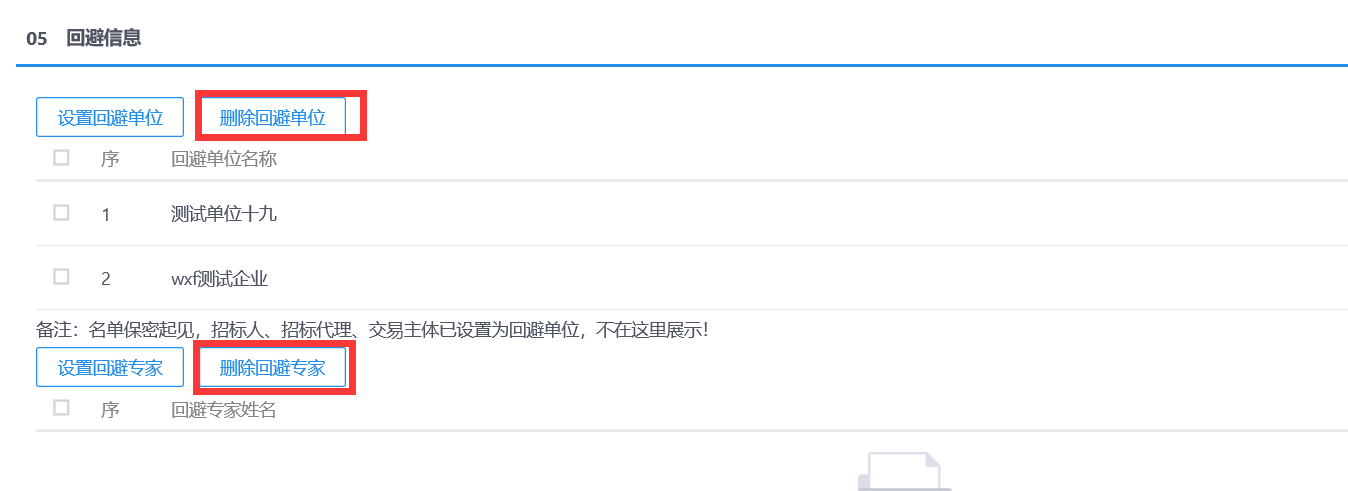 05 回避信息
设置回避单位 删除回避单位
序 回避单位名称
1 测试单位十九
2 wxf测试企业
备注：名单保密起见，招标人、招标代理、交易主体已设置为回避单位，不在这里展示！
设置回避专家 删除回避专家
序 回避专家姓名